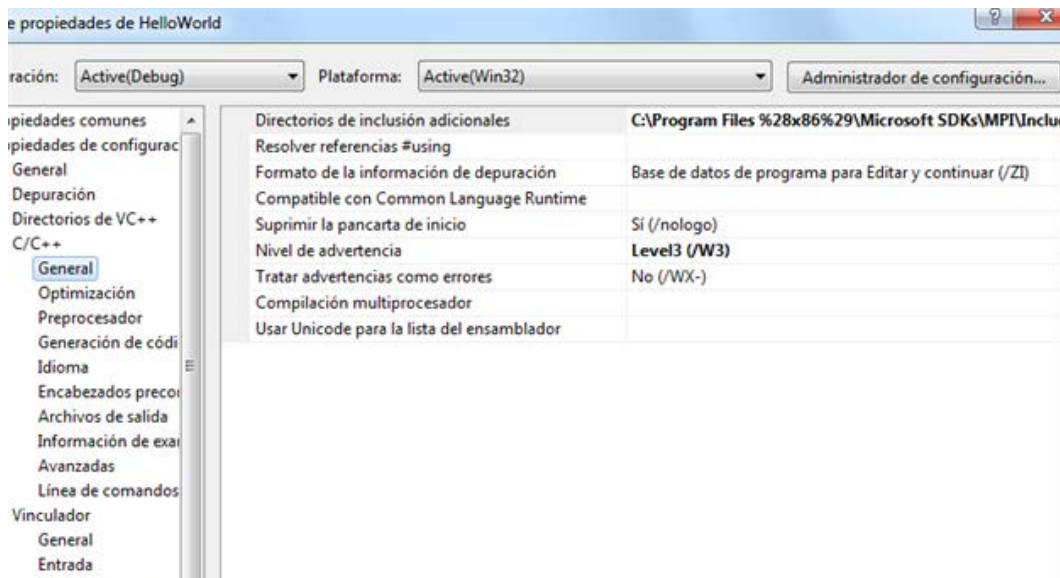 e propiedades de HelloWorld
ración: Active(Debug) Plataforma: Active(Win32) Administrador de configuración...
opiedades comunes
opiedades de configurac
General
Depuración
Directorios de VC++
C/C++
General
Optimización
Preprocesador
Generación de códi
Idioma
Encabezados preco
Archivos de salida
Información de exa
Avanzadas
Línea de comandos
Vinculador
General
Entrada
Directorios de inclusión adicionales C:\Program Files %28x86%29\Microsoft SDKs\MPI\Inclu
Resolver referencias #using
Formato de la información de depuración Base de datos de programa para Editar y continuar (/ZI)
Compatible con Common Language Runtime
Suprimir la pancarta de inicio Sí (/nologo)
Nivel de advertencia Level3 (/W3)
Tratar advertencias como errores No (/WX-)
Compilación multiprocesador
Usar Unicode para la lista del ensamblador